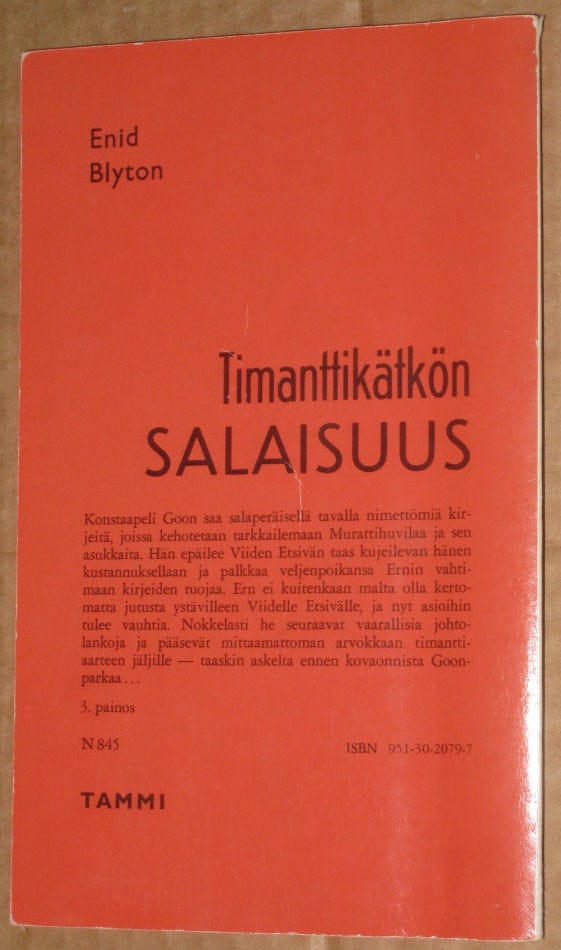 Enid
Blyton
Timanttikätkön
SALAISUUS
Konstaapeli Goon saa salaperäisellä tavalla nimettömiä kir-
jeitä, joissa kehotetaan tarkkailemaan Murattihuvilaa ja sen
asukkaita. Hän epäilee Viiden Etsivän taas kujeilevan hänen
kustannuksellaan ja palkkaa veljenpoikansa Ernin vahti-
maan kirjeiden tuojaa. Ern ei kuitenkaan malta olla kerto-
matta jutusta ystävilleen Viidelle Etsivälle, ja nyt asioihin
tulee vauhtia. Nokkelasti he seuraavat vaarallisia johto-
lankoja ja pääsevät mittaamattoman arvokkaan timantti-
aarteen jäljille — taaskin askelta ennen kovaonnista Goon-
parkaa...
3. painos
N 845
ISBN 951-30-2079-7
TAMMI